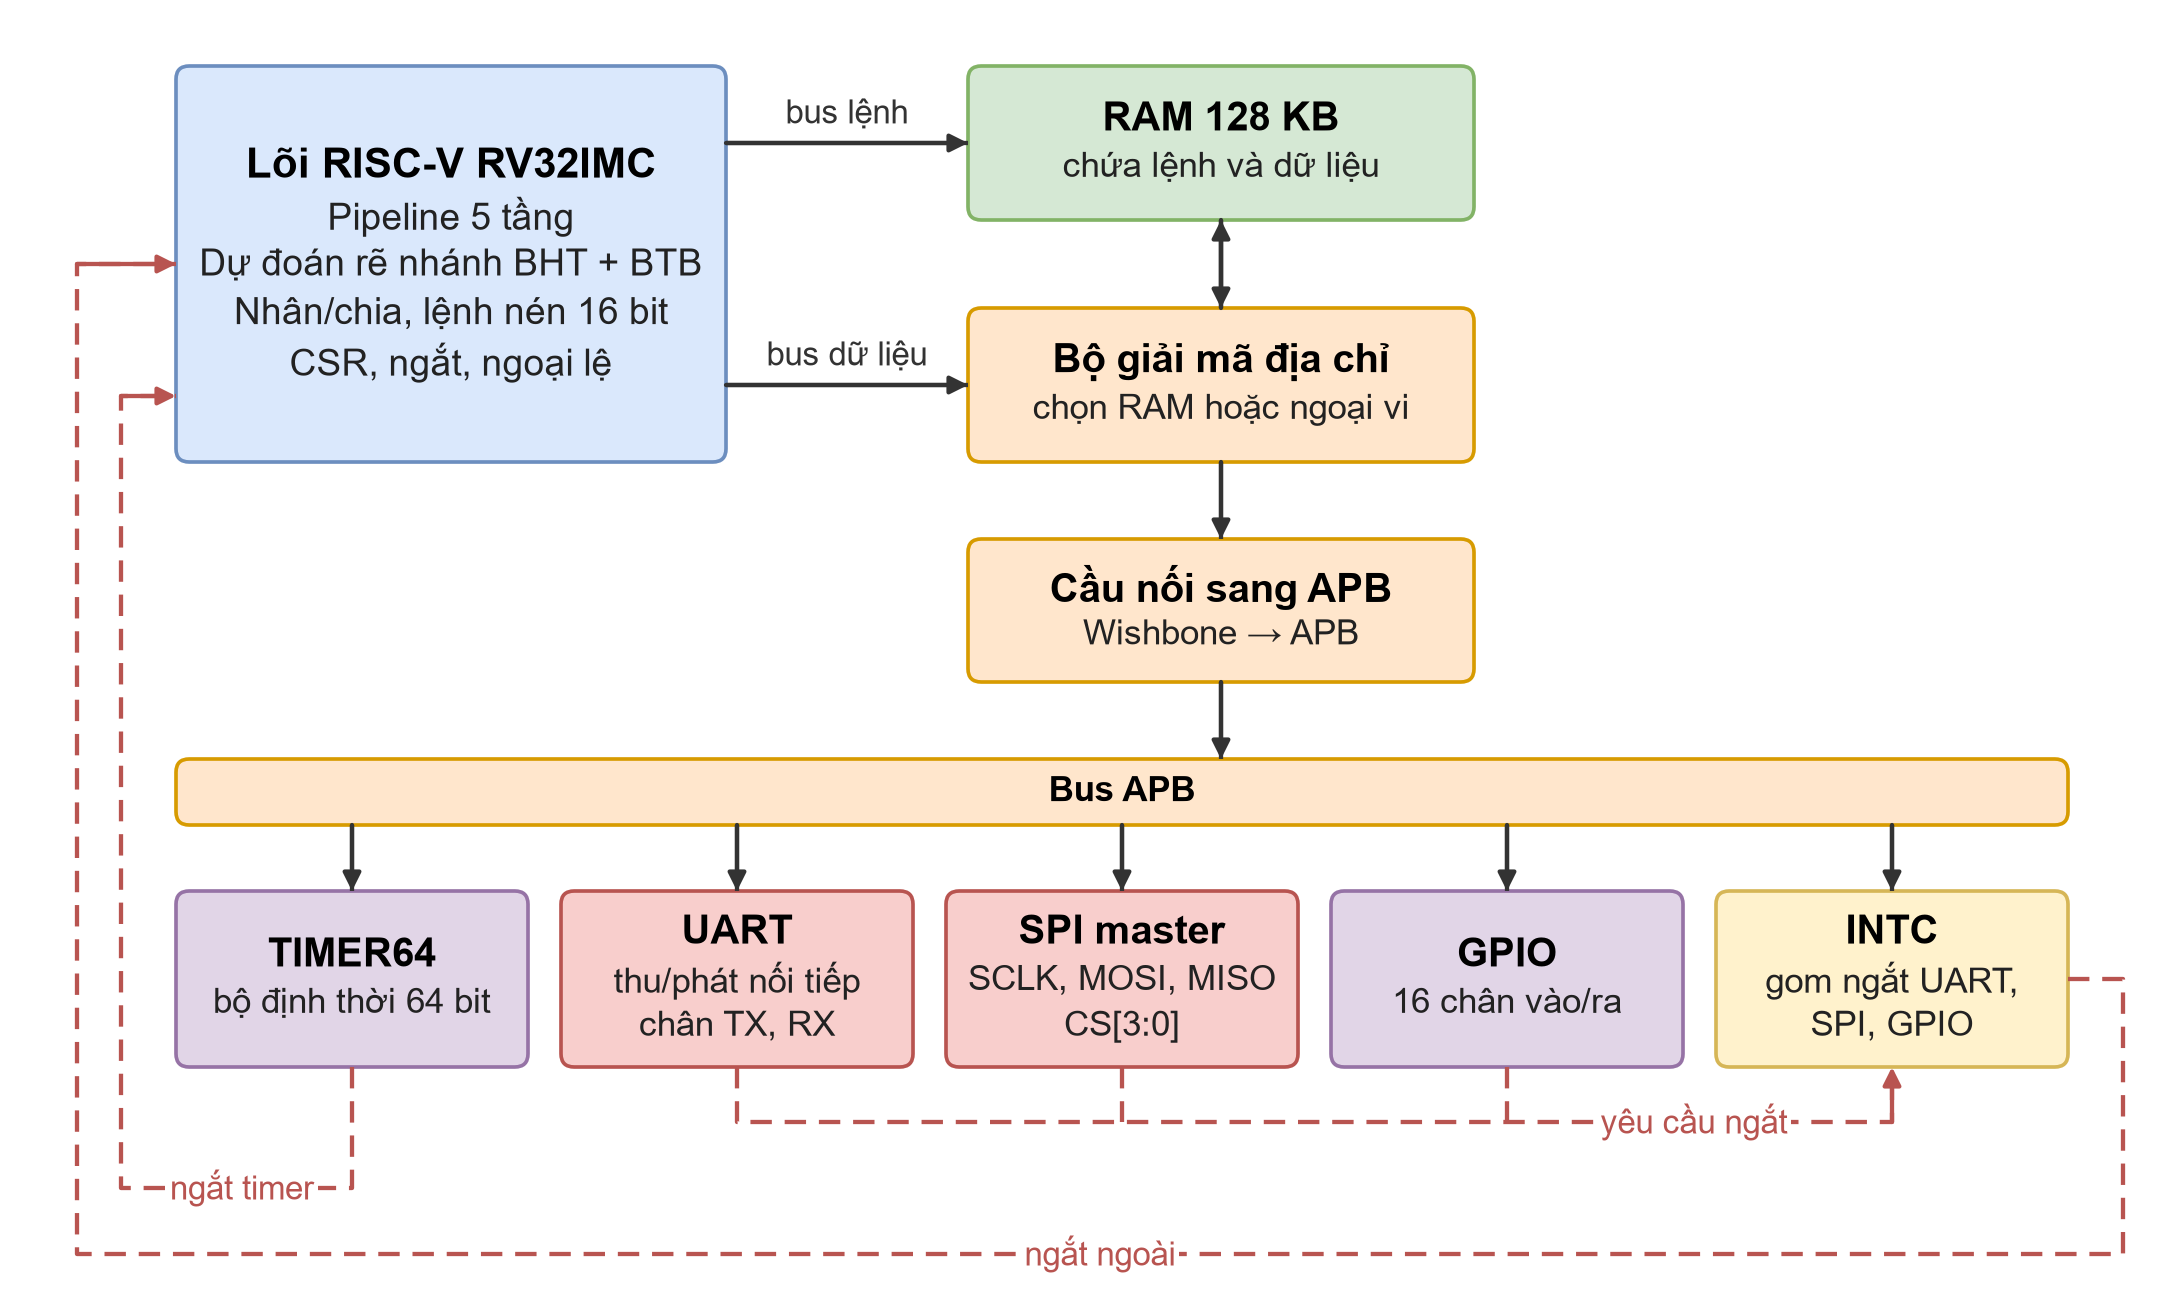 Lõi RISC-V RV32IMC
Pipeline 5 tầng
Dự đoán rẽ nhánh BHT + BTB
Nhân/chia, lệnh nén 16 bit
CSR, ngắt, ngoại lệ
bus lệnh
RAM 128 KB
chứa lệnh và dữ liệu
bus dữ liệu
Bộ giải mã địa chỉ
chọn RAM hoặc ngoại vi
Cầu nối sang APB
Wishbone → APB
Bus APB
TIMER64
bộ định thời 64 bit
UART
thu/phát nối tiếp
chân TX, RX
SPI master
SCLK, MOSI, MISO
CS[3:0]
GPIO
16 chân vào/ra
INTC
gom ngắt UART,
SPI, GPIO
yêu cầu ngắt
ngắt timer
ngắt ngoài